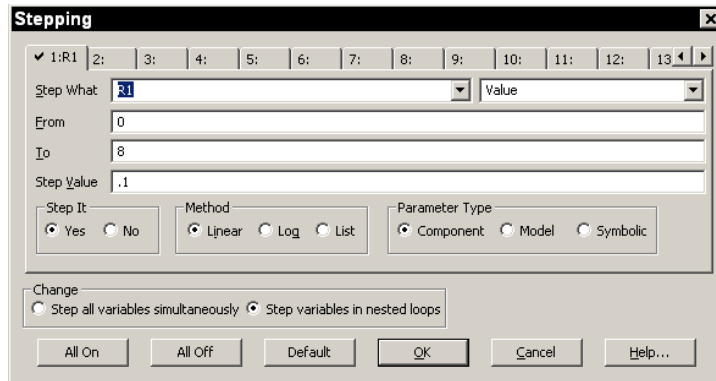 Stepping
1:R1 2: 3: 4: 5: 6: 7: 8: 9: 10: 11: 12: 13
Step What R1 Value
From 0
To 8
Step Value .1
Step It Method Parameter Type
Yes No Linear Log List Component Model Symbolic
Change
Step all variables simultaneously Step variables in nested loops
All On All Off Default OK Cancel Help...